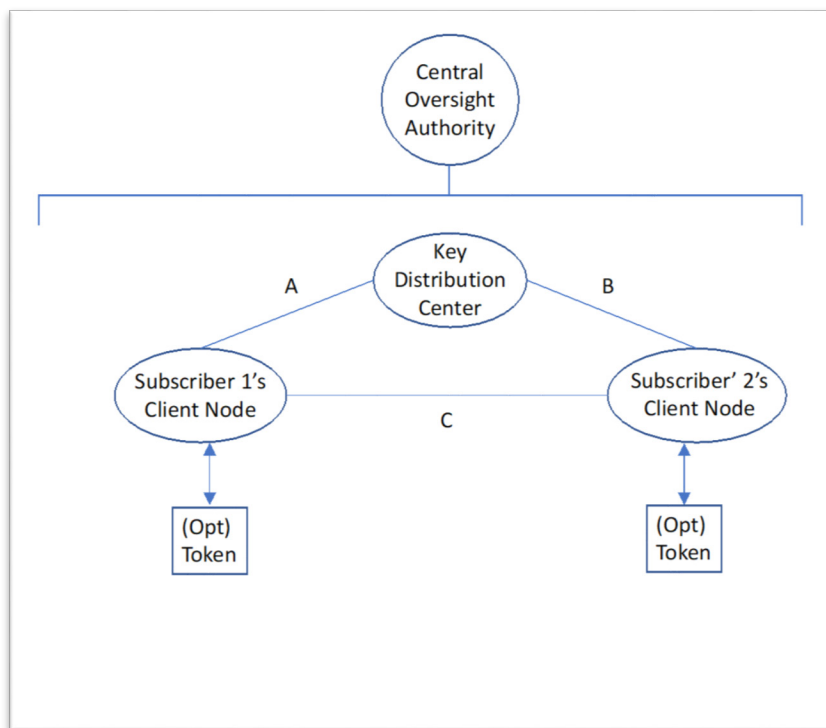 Central
Oversight
Authority
Key
Distribution
Center
A
B
Subscriber 1’s
Client Node
Subscriber’ 2’s
Client Node
C
(Opt)
Token
(Opt)
Token